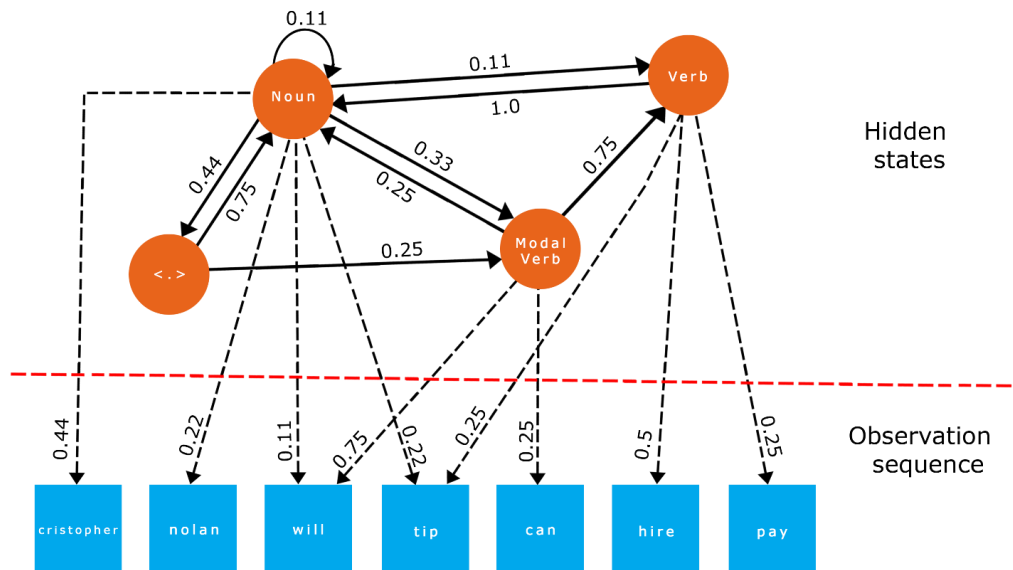 0.11
Noun
0.11
1.0
Verb
Hidden
states
0.44
0.75
0.33
0.25
0.75
<.>
0.25
Modal
Verb
0.44
0.22
0.11
0.75
0.22
0.25
0.25
0.5
0.25
Observation
sequence
cristopher
nolan
will
tip
can
hire
pay